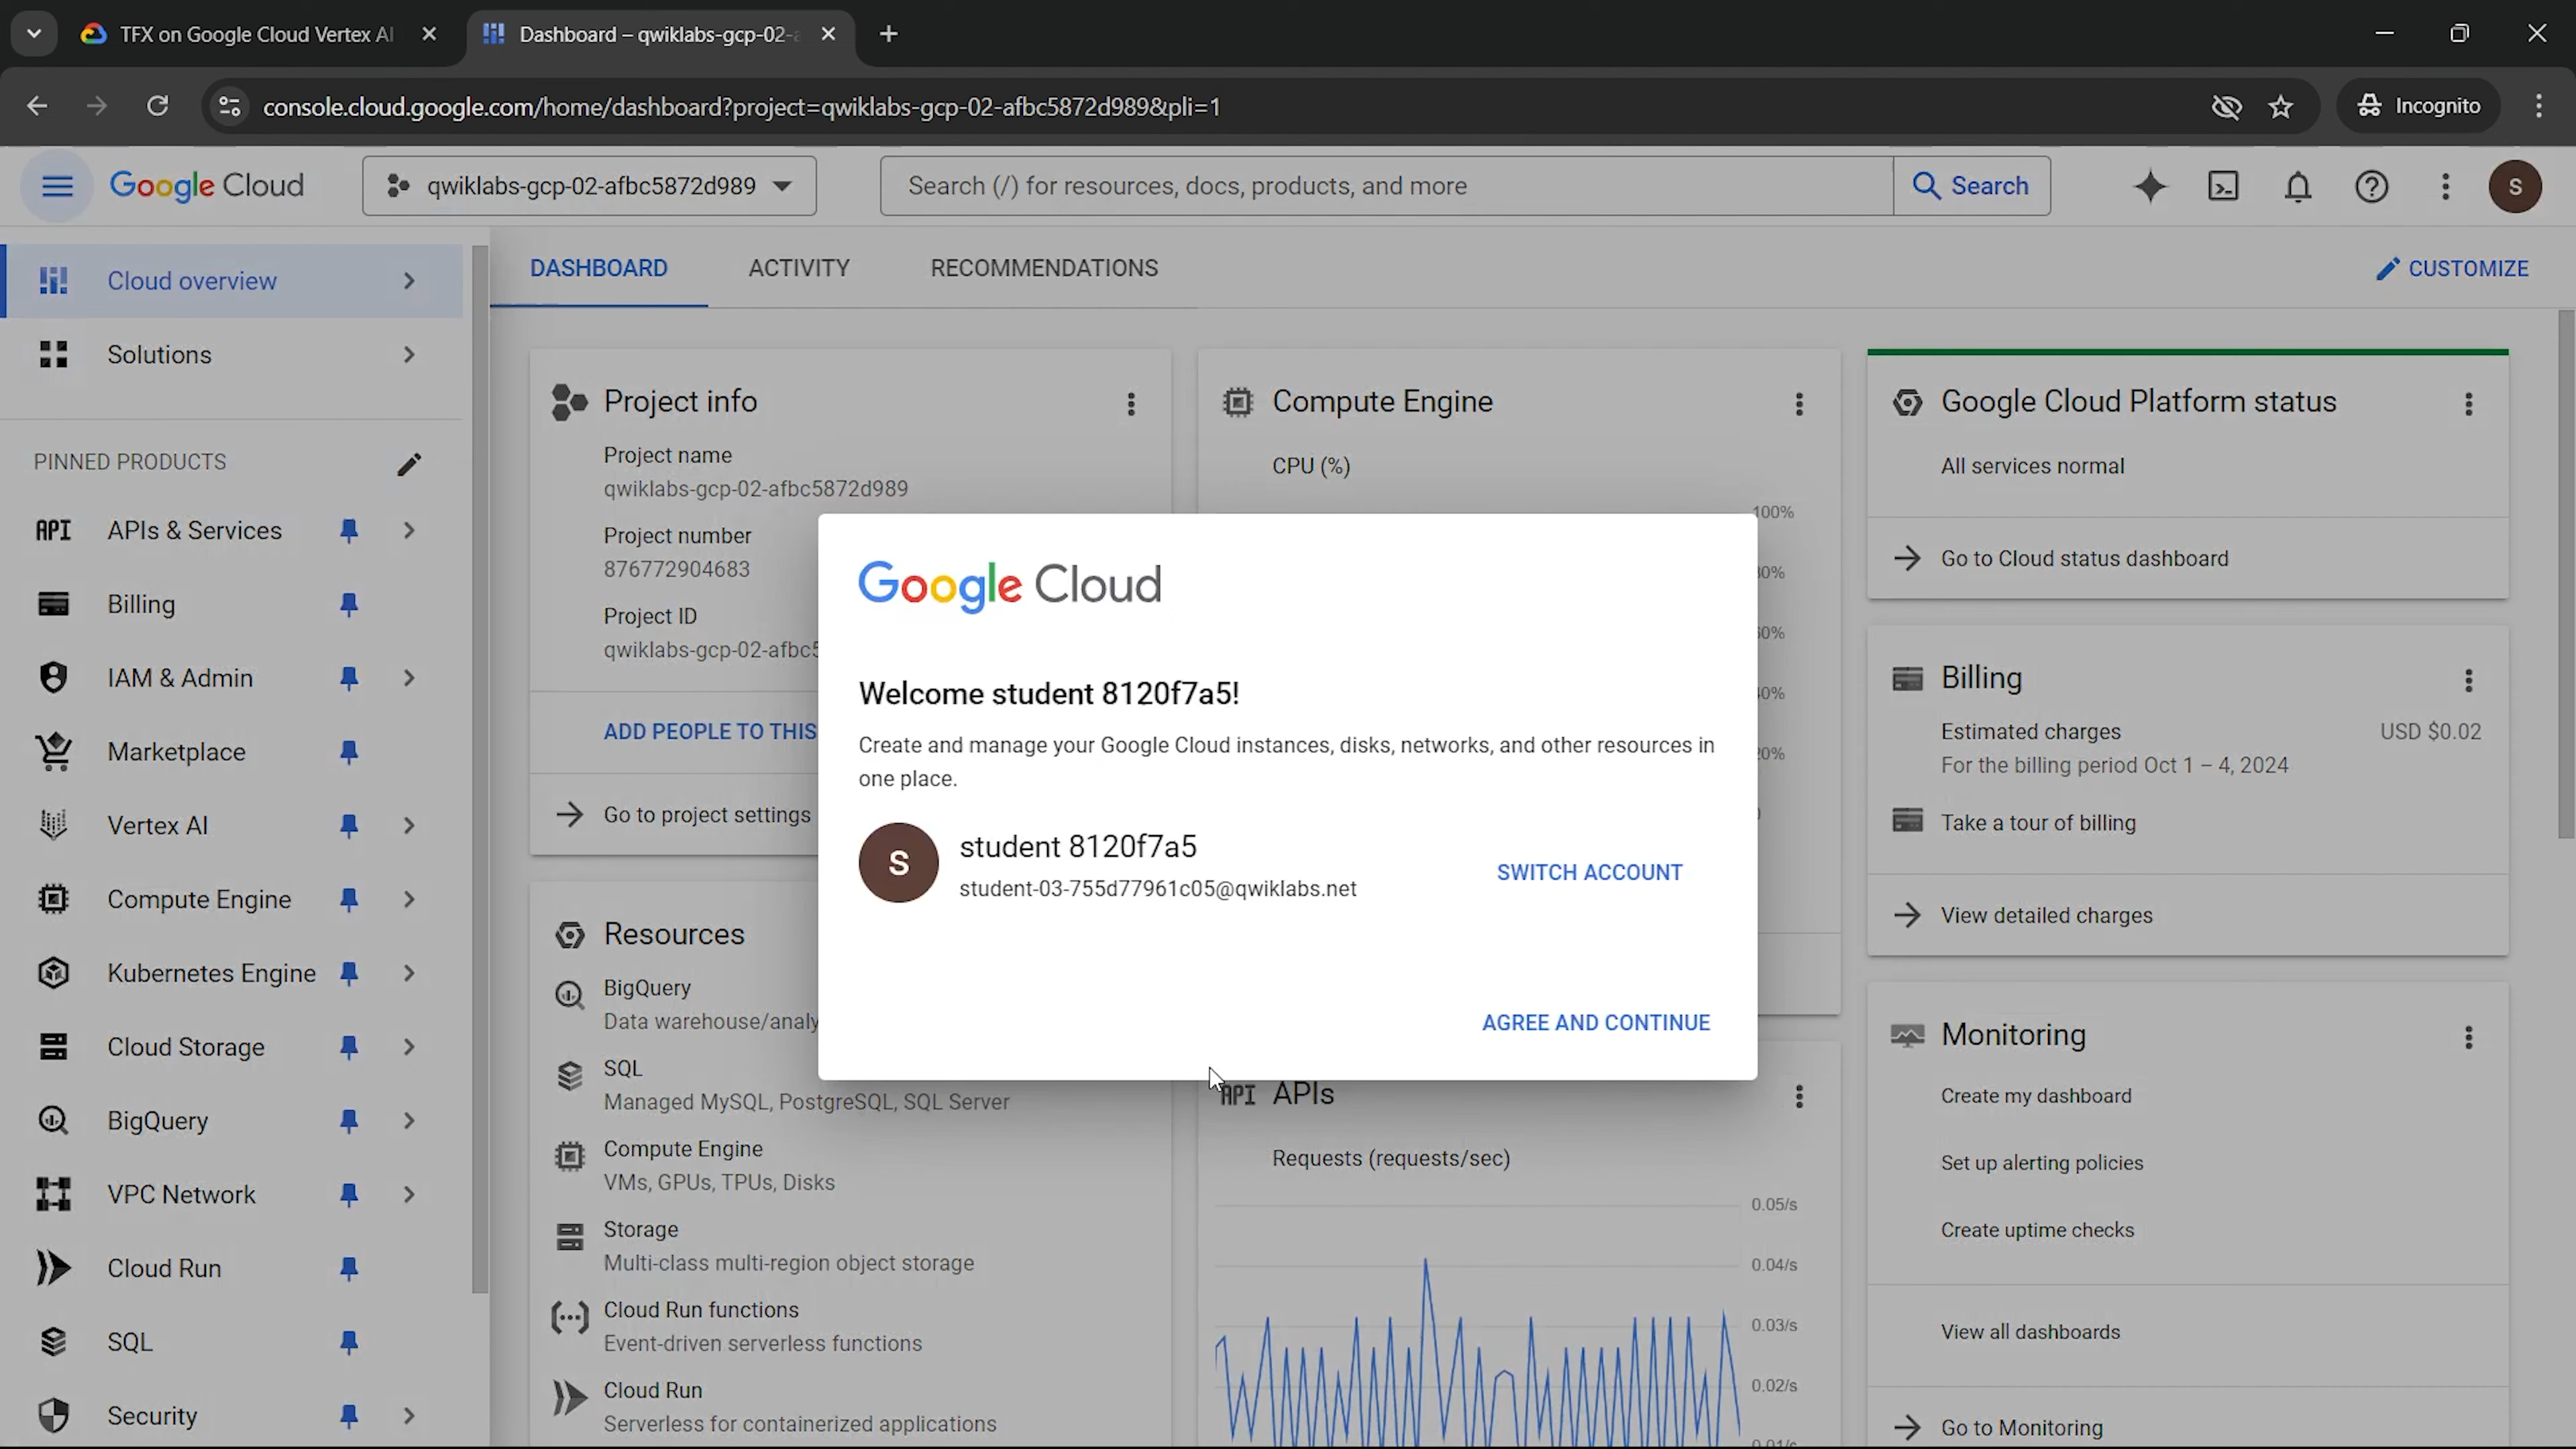 TFX on Google Cloud Vertex AI
Dashboard – qwiklabs-gcp-02-a
console.cloud.google.com/home/dashboard?project=qwiklabs-gcp-02-afbc5872d989&pli=1
Incognito
Google Cloud
qwiklabs-gcp-02-afbc5872d989
Search (/) for resources, docs, products, and more
Search
S
Cloud overview
Solutions
PINNED PRODUCTS
API APIs & Services
Billing
IAM & Admin
Marketplace
Vertex AI
Compute Engine
Kubernetes Engine
Cloud Storage
BigQuery
VPC Network
Cloud Run
SQL
Security
DASHBOARD
ACTIVITY
RECOMMENDATIONS
CUSTOMIZE
Project info
Project name
qwiklabs-gcp-02-afbc5872d989
Project number
876772904683
Project ID
qwiklabs-gcp-02-afbc5
ADD PEOPLE TO THIS
Go to project settings
Resources
BigQuery
Data warehouse/analy
SQL
Managed MySQL, PostgreSQL, SQL Server
Compute Engine
VMs, GPUs, TPUs, Disks
Storage
Multi-class multi-region object storage
Cloud Run functions
Event-driven serverless functions
Cloud Run
Serverless for containerized applications
Compute Engine
CPU (%)
100%
Google Cloud
Welcome student 8120f7a5!
Create and manage your Google Cloud instances, disks, networks, and other resources in
one place.
S
student 8120f7a5
student-03-755d77961c05@qwiklabs.net
SWITCH ACCOUNT
AGREE AND CONTINUE
API APIs
Requests (requests/sec)
0.05/s
0.04/s
0.03/s
0.02/s
Google Cloud Platform status
All services normal
Go to Cloud status dashboard
Billing
Estimated charges
USD $0.02
For the billing period Oct 1 – 4, 2024
Take a tour of billing
View detailed charges
Monitoring
Create my dashboard
Set up alerting policies
Create uptime checks
View all dashboards
Go to Monitoring